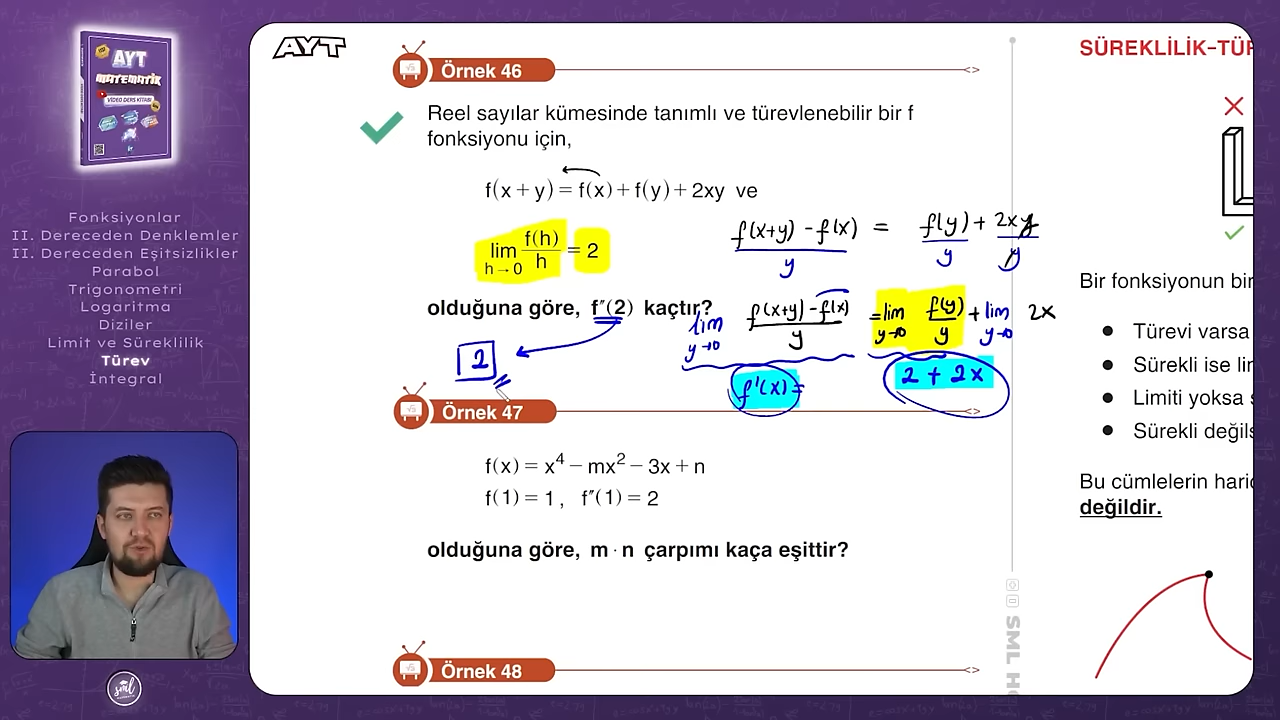 AYT
MATEMATİK
VİDEO DERS KİTABI
Fonksiyonlar
II. Dereceden Denklemler
II. Dereceden Eşitsizlikler
Parabol
Trigonometri
Logaritma
Diziler
Limit ve Süreklilik
Türev
İntegral
sml
AYT
Örnek 46
Reel sayılar kümesinde tanımlı ve türevlenebilir bir f
fonksiyonu için,
f(x + y) = f(x) + f(y) + 2xy ve
lim h→0 f(h)/h = 2
olduğuna göre, f″(2) kaçtır?
2
f(x+y) - f(x) / y = f(y)/y + 2xy/y
lim y→0 f(x+y) - f(x) / y = lim y→0 f(y)/y + lim y→0 2x
f'(x) = 2 + 2x
Örnek 47
f(x) = x⁴ − mx² − 3x + n
f(1) = 1, f″(1) = 2
olduğuna göre, m · n çarpımı kaça eşittir?
Örnek 48
SML H
SÜREKLİLİK-TÜR
Bir fonksiyonun bir
• Türevi varsa
• Sürekli ise lir
• Limiti yoksa s
• Sürekli değils
Bu cümlelerin haric
değildir.